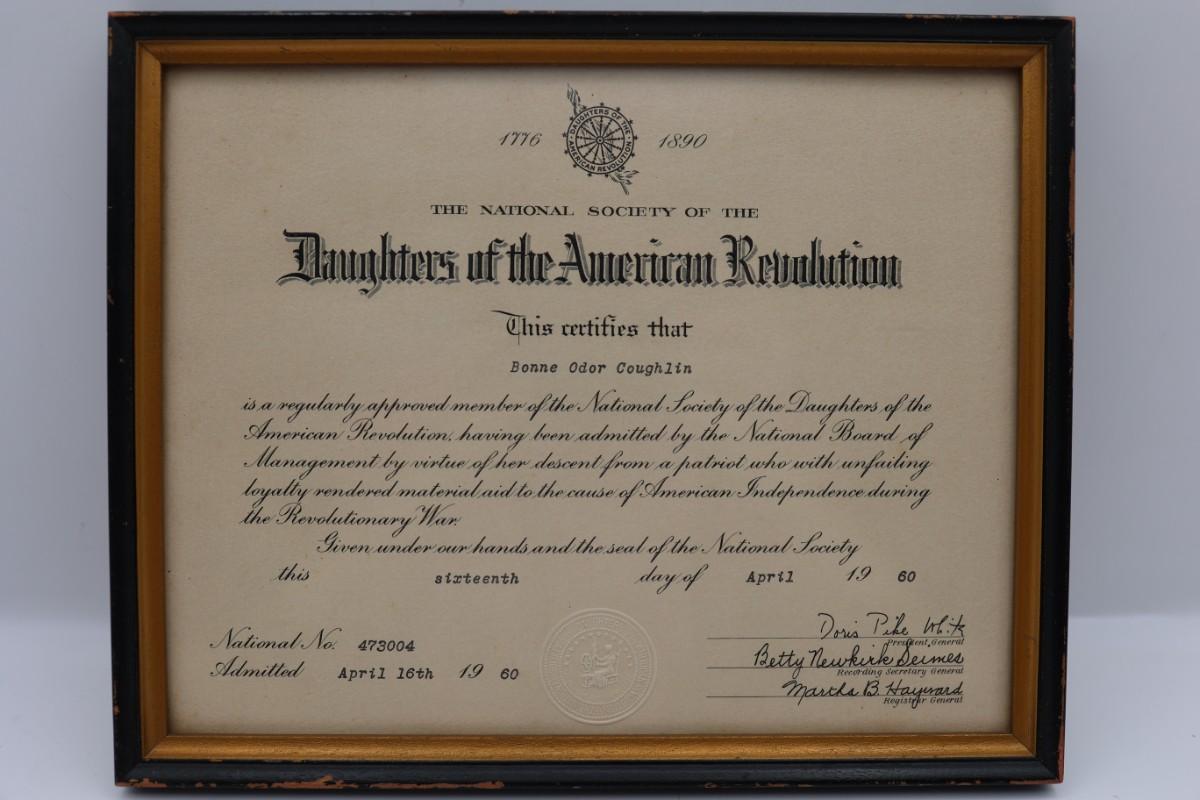 1776 DAUGHTERS OF THE AMERICAN REVOLUTION 1890
THE NATIONAL SOCIETY OF THE
Daughters of the American Revolution
This certifies that
Bonne Odor Coughlin
is a regularly approved member of the National Society of the Daughters of the
American Revolution, having been admitted by the National Board of
Management by virtue of her descent from a patriot who with unfailing
loyalty rendered material aid to the cause of American Independence during
the Revolutionary War.
Given under our hands and the seal of the National Society
this sixteenth day of April 19 60
National No. 473004
Admitted April 16th 19 60
Doris Pike White
President General
Betty Newkirk Seimes
Recording Secretary General
Martha B. Hayward
Registrar General